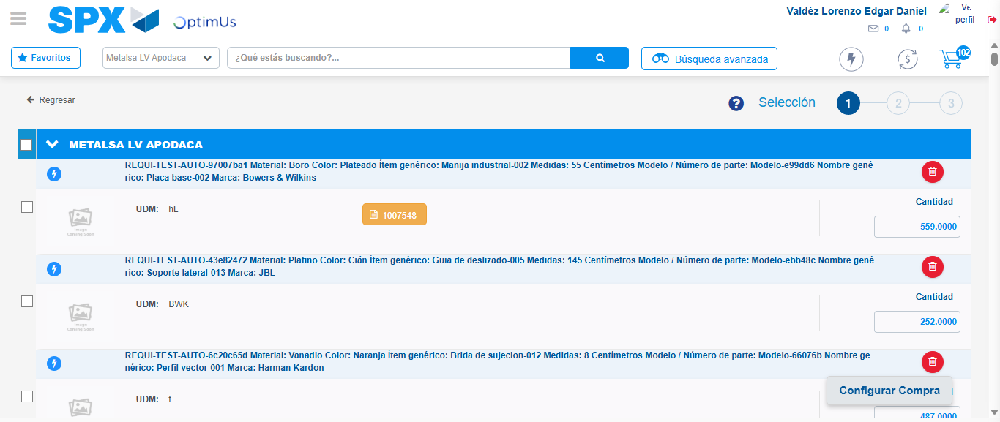 SPX
OptimUs
Valdéz Lorenzo Edgar Daniel
Ve
perfil
0
0
Favoritos
Metalsa LV Apodaca
¿Qué estás buscando?...
Búsqueda avanzada
102
Regresar
Selección
1
2
3
METALSA LV APODACA
REQUI-TEST-AUTO-97007ba1 Material: Boro Color: Plateado Ítem genérico: Manija industrial-002 Medidas: 55 Centímetros Modelo / Número de parte: Modelo-e99dd6 Nombre gené
rico: Placa base-002 Marca: Bowers & Wilkins
Image
Coming Soon
UDM: hL
1007548
Cantidad
559.0000
REQUI-TEST-AUTO-43e82472 Material: Platino Color: Cián Ítem genérico: Guia de deslizado-005 Medidas: 145 Centímetros Modelo / Número de parte: Modelo-ebb48c Nombre gené
rico: Soporte lateral-013 Marca: JBL
Image
Coming Soon
UDM: BWK
Cantidad
252.0000
REQUI-TEST-AUTO-6c20c65d Material: Vanadio Color: Naranja Ítem genérico: Brida de sujecion-012 Medidas: 8 Centímetros Modelo / Número de parte: Modelo-66076b Nombre ge
nérico: Perfil vector-001 Marca: Harman Kardon
UDM: t
Configurar Compra
487.0000